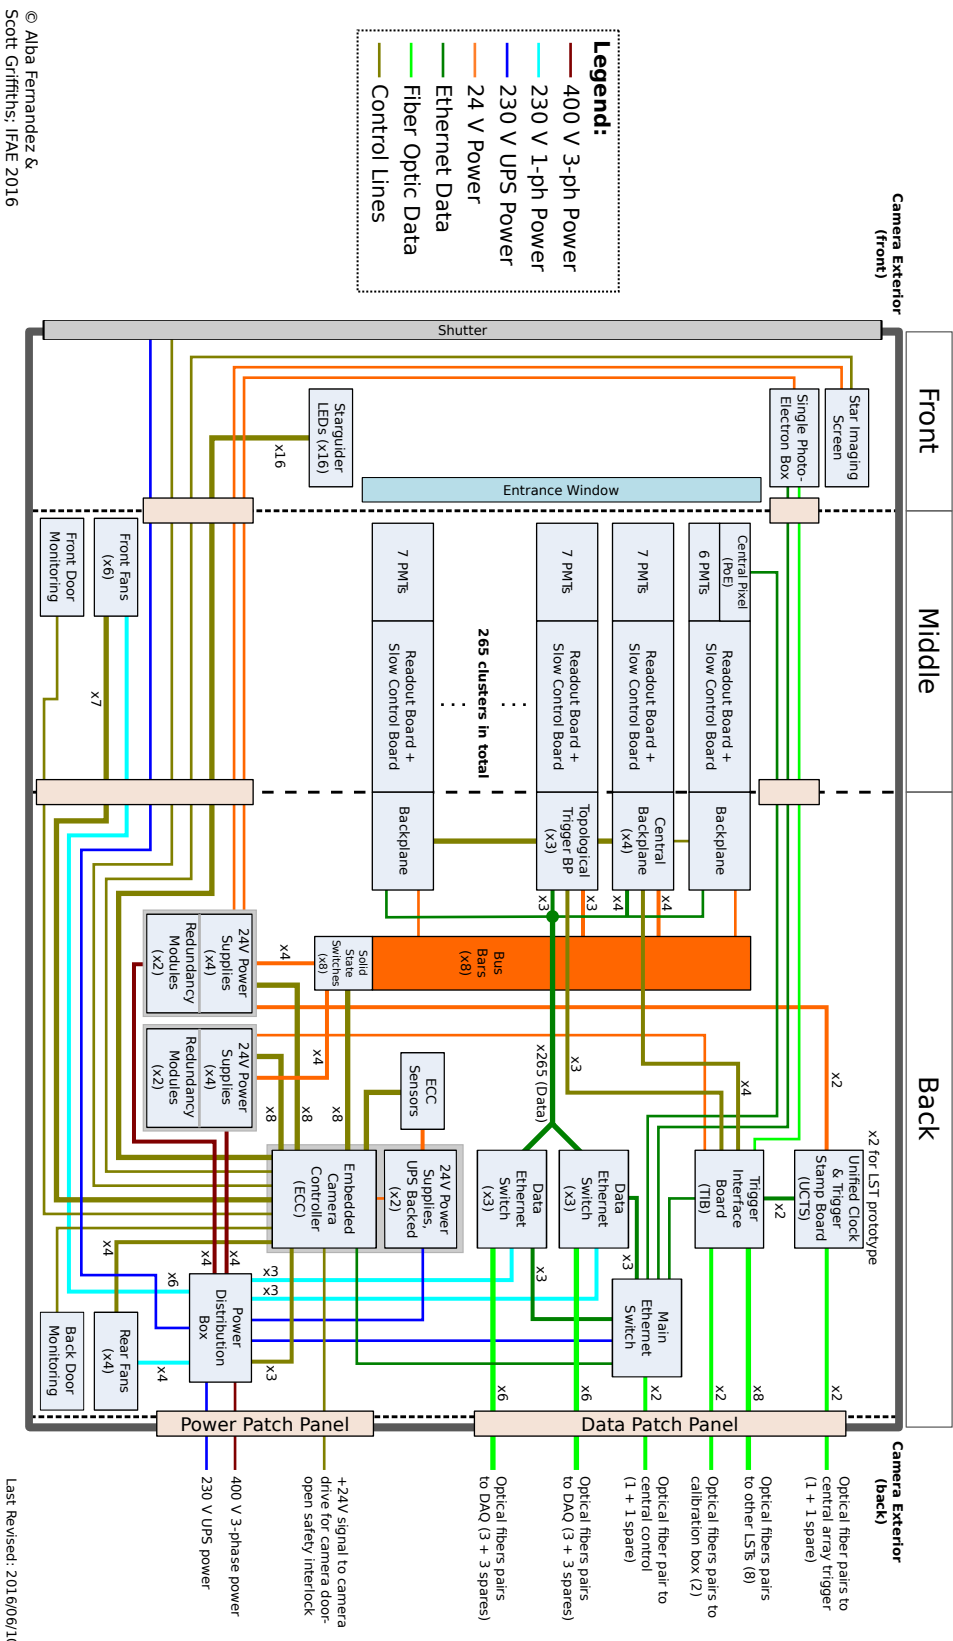 Front
Middle
Back
Camera Exterior
(front)
Camera Exterior
(back)
Legend:
400 V 3-ph Power
230 V 1-ph Power
230 V UPS Power
24 V Power
Ethernet Data
Fiber Optic Data
Control Lines
© Alba Fernandez &
Scott Griffiths; IFAE 2016
Shutter
Star Imaging
Screen
Single Photo-
Electron Box
Starguider
LEDs (x16)
x16
Entrance Window
Front Fans
(x6)
Front Door
Monitoring
x7
Central Pixel
(PoE)
6 PMTs
Readout Board +
Slow Control Board
Backplane
7 PMTs
Readout Board +
Slow Control Board
Central
Backplane
(x4)
7 PMTs
Readout Board +
Slow Control Board
Topological
Trigger BP
(x3)
265 clusters in total
7 PMTs
Readout Board +
Slow Control Board
Backplane
x4
x4
x3
x3
Bus
Bars
(x8)
Solid
State
Switches
(x8)
24V Power
Supplies
(x4)
Redundancy
Modules
(x2)
24V Power
Supplies
(x4)
Redundancy
Modules
(x2)
x4
x4
x8
x8
x8
ECC
Sensors
x265 (Data)
x3
x4
x2
x2 for LST prototype
Unified Clock
& Trigger
Stamp Board
(UCTS)
x2
Trigger
Interface
Board
(TIB)
Data
Ethernet
Switch
(x3)
Data
Ethernet
Switch
(x3)
24V Power
Supplies,
UPS Backed
(x2)
Embedded
Camera
Controller
(ECC)
x3
x3
Main
Ethernet
Switch
Power
Distribution
Box
x3
x3
x4
x4
x4
x6
x3
x4
Rear Fans
(x4)
Back Door
Monitoring
x2
x8
x2
x2
x6
x6
Data Patch Panel
Power Patch Panel
Optical fiber pairs to
central array trigger
(1 + 1 spare)
Optical fibers pairs
to other LSTs (8)
Optical fibers pairs to
calibration box (2)
Optical fiber pair to
central control
(1 + 1 spare)
Optical fibers pairs
to DAQ (3 + 3 spares)
Optical fibers pairs
to DAQ (3 + 3 spares)
+24V signal to camera
drive for camera door-
open safety interlock
400 V 3-phase power
230 V UPS power
Last Revised: 2016/06/10